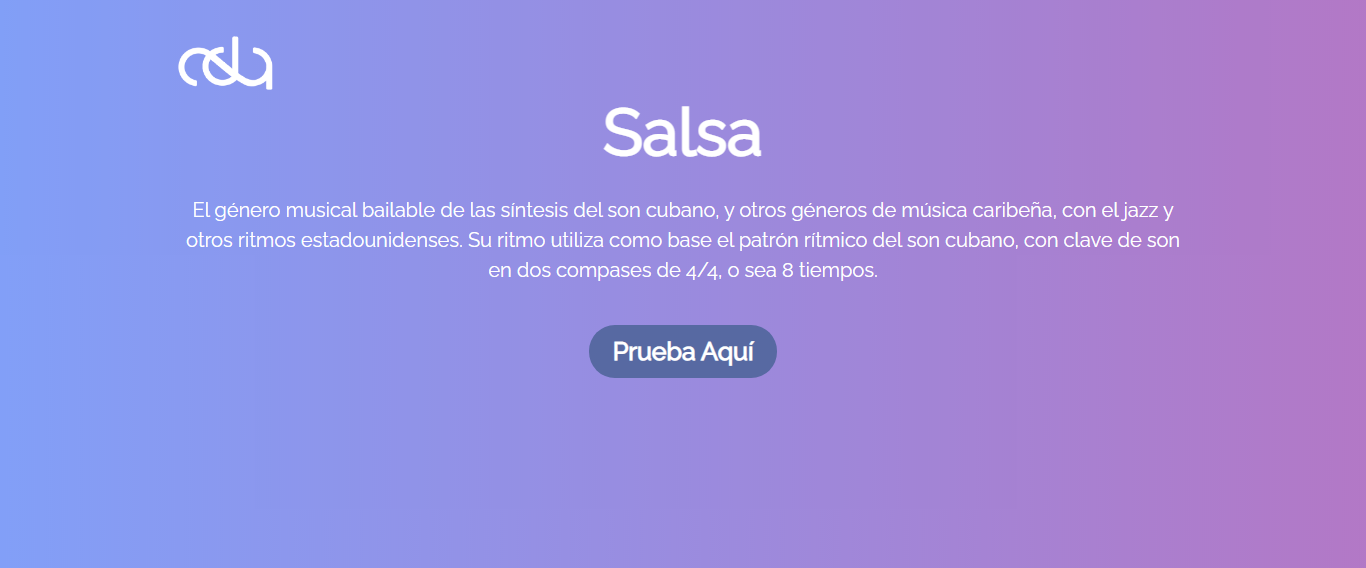 Salsa
El género musical bailable de las síntesis del son cubano, y otros géneros de música caribeña, con el jazz y
otros ritmos estadounidenses. Su ritmo utiliza como base el patrón rítmico del son cubano, con clave de son
en dos compases de 4/4, o sea 8 tiempos.
Prueba Aquí